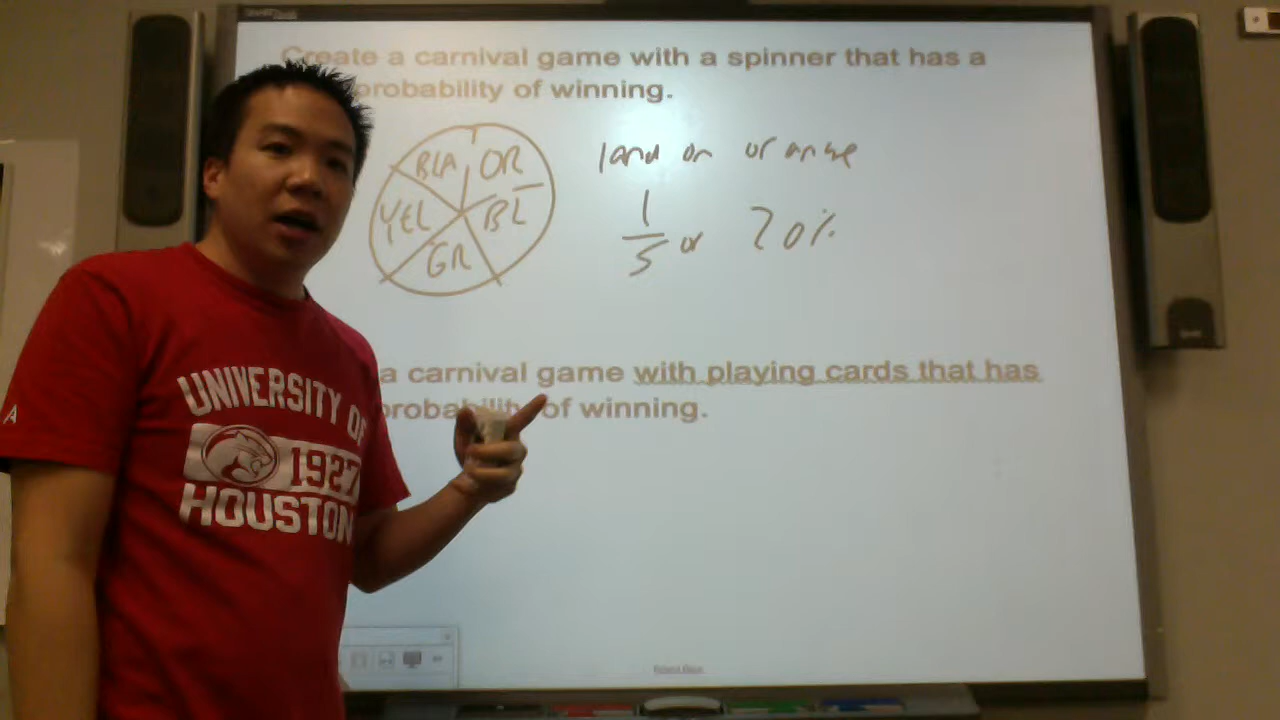 Create a carnival game with a spinner that has a
probability of winning.
BLA OR
YEL BL
GR
land on orange
1
5 or 20%
a carnival game with playing cards that has
probability of winning.
UNIVERSITY OF
1927
HOUSTON
A